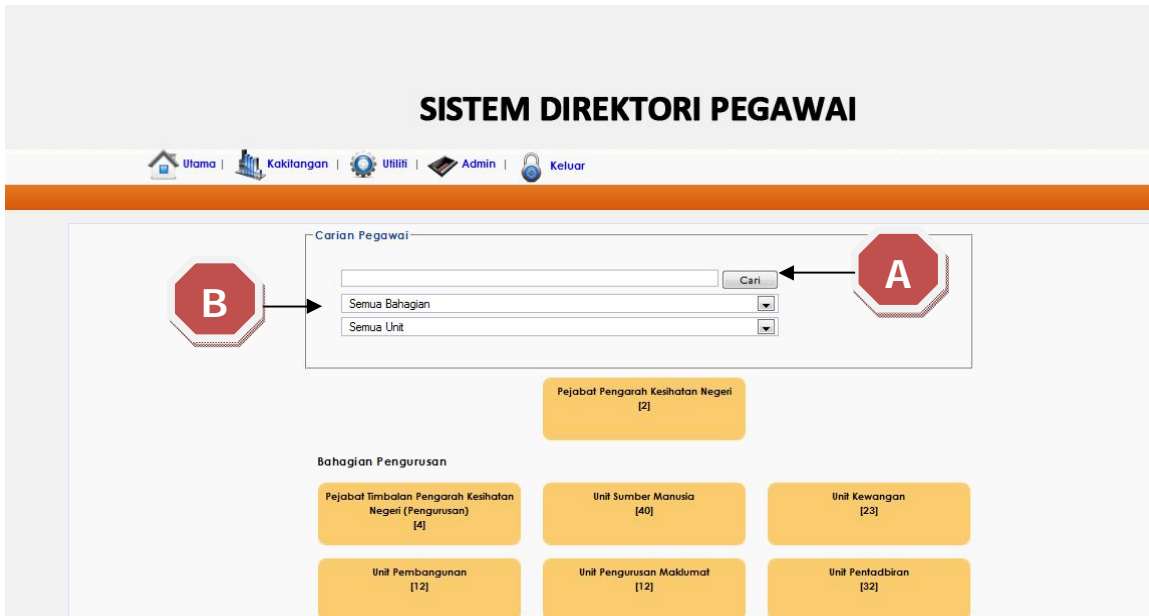 SISTEM DIREKTORI PEGAWAI
Utama | Kakitangan | Utiliti | Admin | Keluar
Carian Pegawai
Cari
A
B
Semua Bahagian
Semua Unit
Pejabat Pengarah Kesihatan Negeri
[2]
Bahagian Pengurusan
Pejabat Timbalan Pengarah Kesihatan
Negeri (Pengurusan)
[4]
Unit Sumber Manusia
[40]
Unit Kewangan
[23]
Unit Pembangunan
[12]
Unit Pengurusan Maklumat
[12]
Unit Pentadbiran
[32]